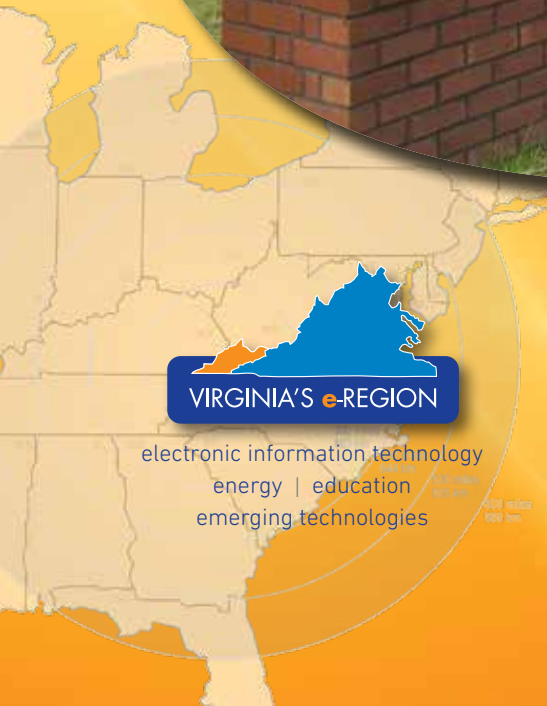 VIRGINIA'S e-REGION
electronic information technology
energy | education
emerging technologies